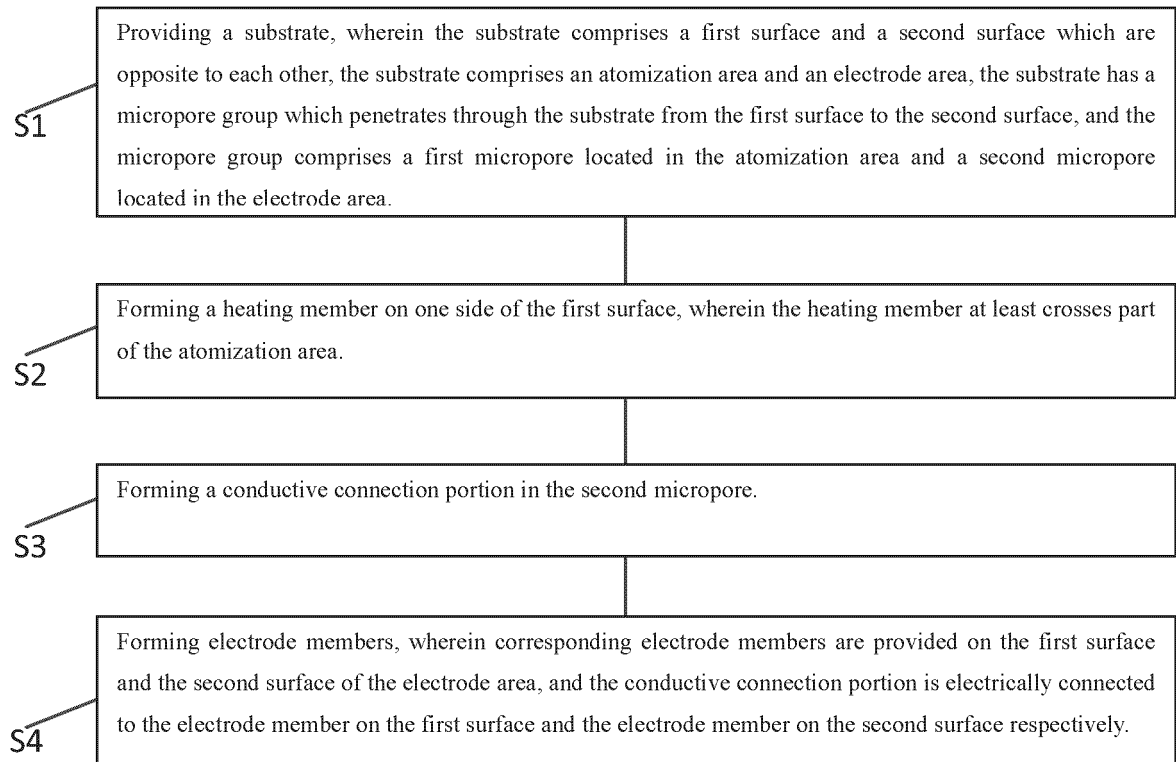 Providing a substrate, wherein the substrate comprises a first surface and a second surface which are
opposite to each other, the substrate comprises an atomization area and an electrode area, the substrate has a
micropore group which penetrates through the substrate from the first surface to the second surface, and the
micropore group comprises a first micropore located in the atomization area and a second micropore
located in the electrode area.
S1
Forming a heating member on one side of the first surface, wherein the heating member at least crosses part
of the atomization area.
S2
Forming a conductive connection portion in the second micropore.
S3
Forming electrode members, wherein corresponding electrode members are provided on the first surface
and the second surface of the electrode area, and the conductive connection portion is electrically connected
to the electrode member on the first surface and the electrode member on the second surface respectively.
S4